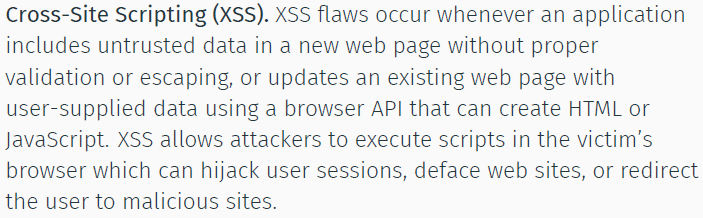 Cross-Site Scripting (XSS). XSS flaws occur whenever an application
includes untrusted data in a new web page without proper
validation or escaping, or updates an existing web page with
user-supplied data using a browser API that can create HTML or
JavaScript. XSS allows attackers to execute scripts in the victim's
browser which can hijack user sessions, deface web sites, or redirect
the user to malicious sites.